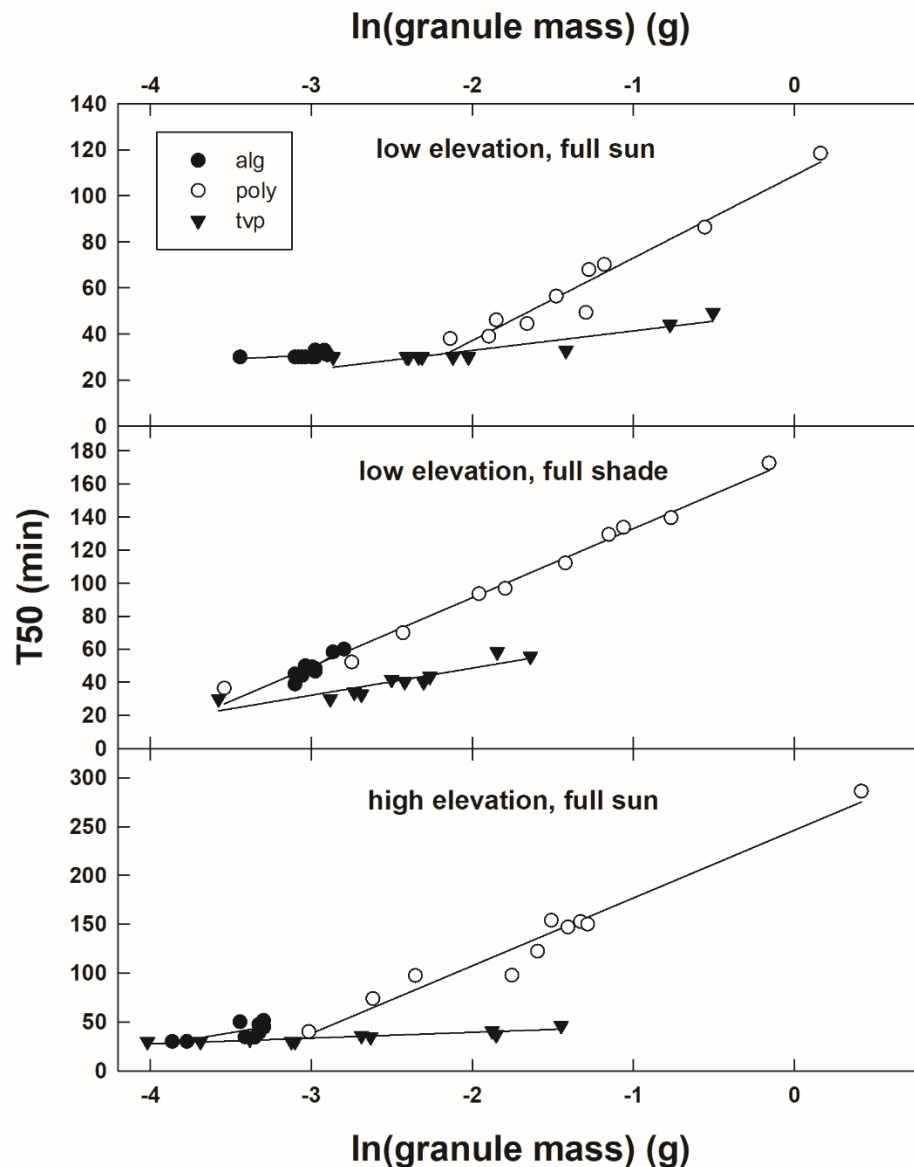 ln(granule mass) (g)
-4 -3 -2 -1 0
140
120
100
80
60
40
20
0
low elevation, full sun
alg
poly
tvp
180
160
140
120
100
80
60
40
20
0
low elevation, full shade
T50 (min)
300
250
200
150
100
50
0
high elevation, full sun
-4 -3 -2 -1 0
ln(granule mass) (g)